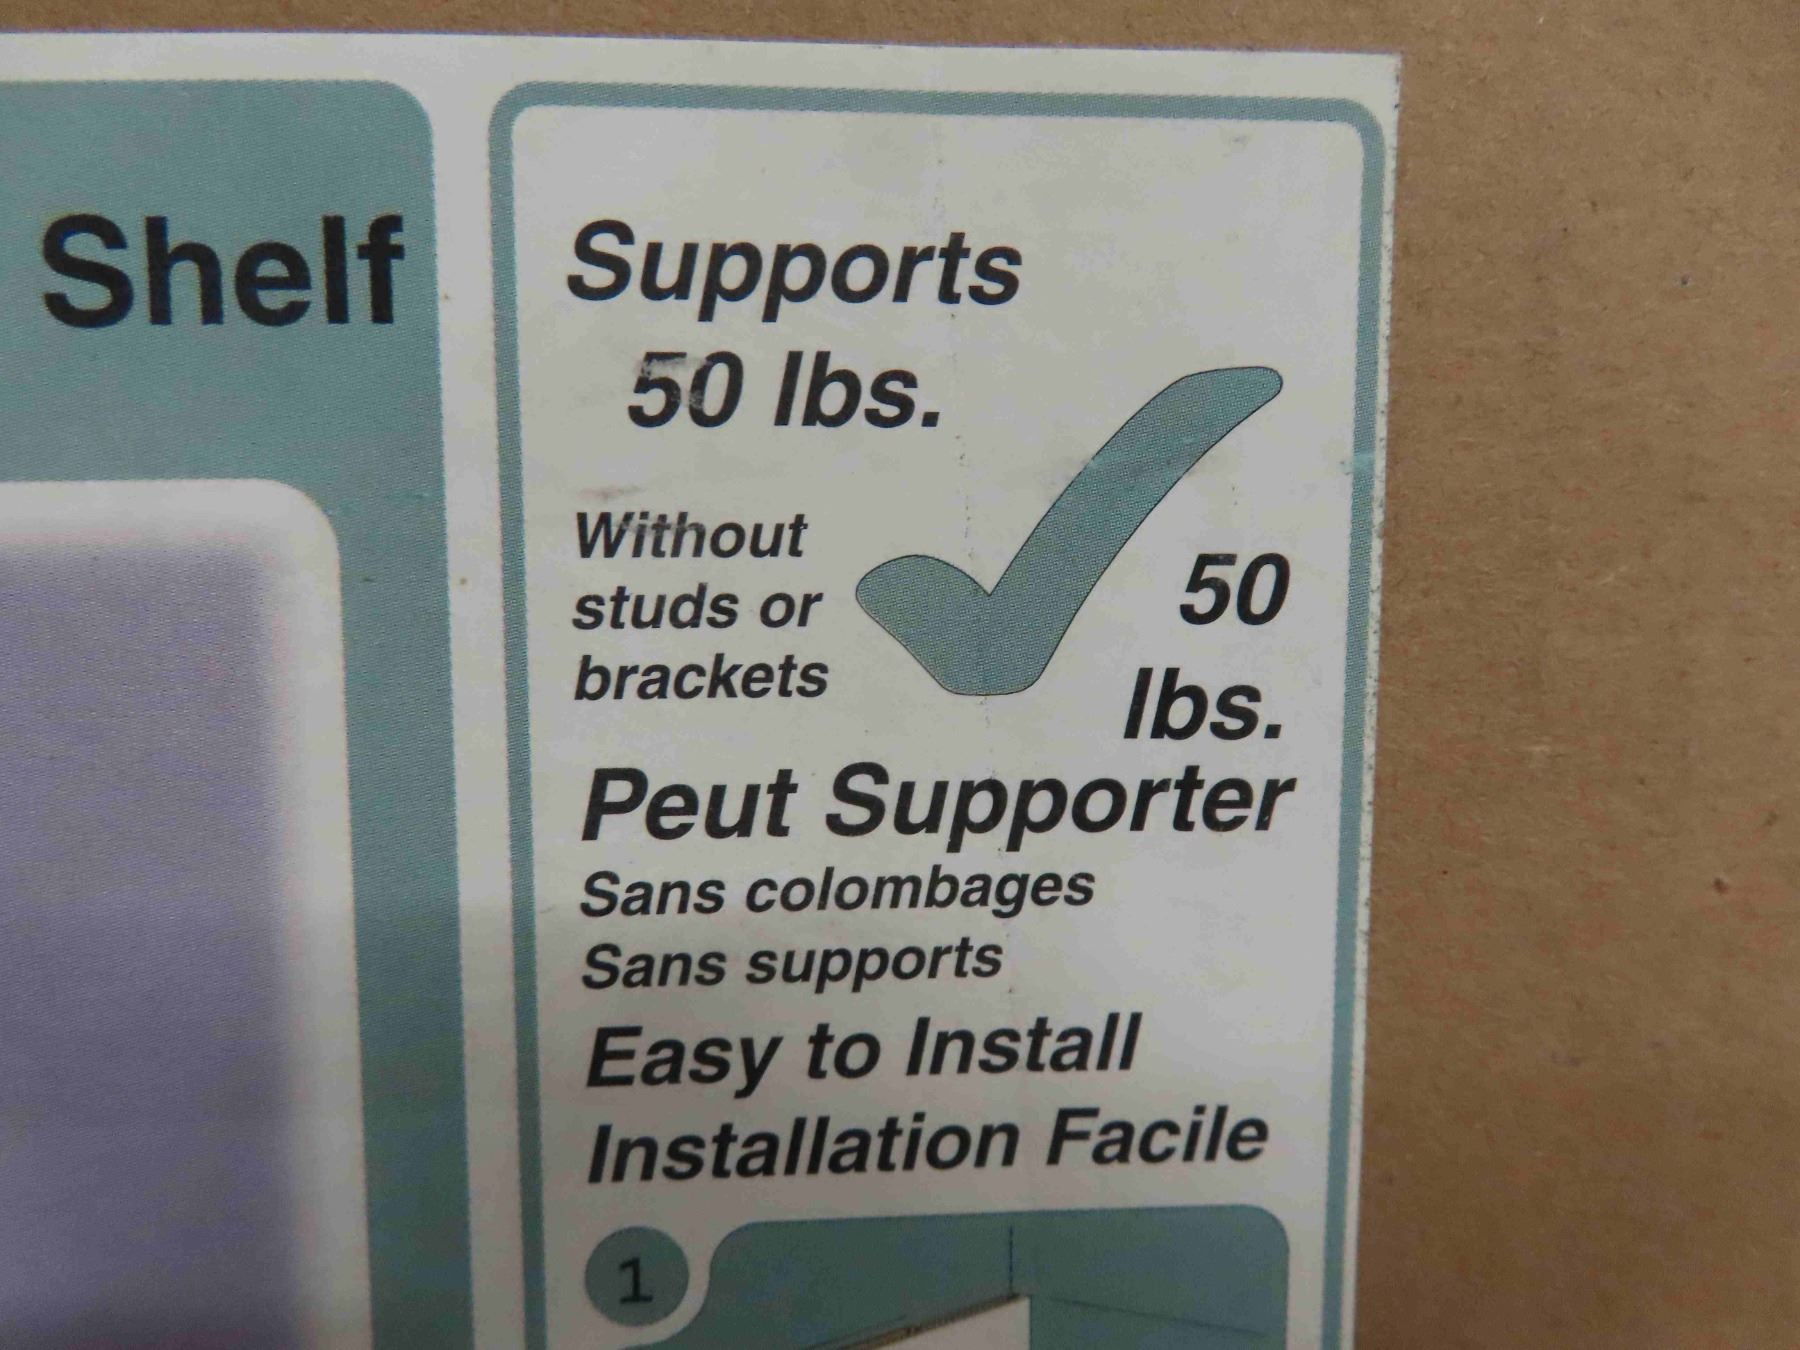 Shelf
Supports
50 lbs.
Without
studs or
brackets
50
lbs.
Peut Supporter
Sans colombages
Sans supports
Easy to Install
Installation Facile
1